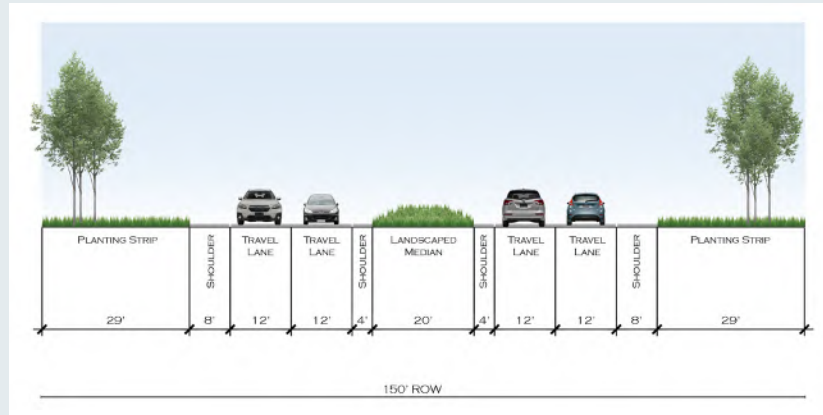 PLANTING STRIP
SHOULDER
TRAVEL
LANE
TRAVEL
LANE
SHOULDER
LANDSCAPED
MEDIAN
SHOULDER
TRAVEL
LANE
TRAVEL
LANE
SHOULDER
PLANTING STRIP
29' 8' 12' 12' 4' 20' 4' 12' 12' 8' 29'
150' ROW